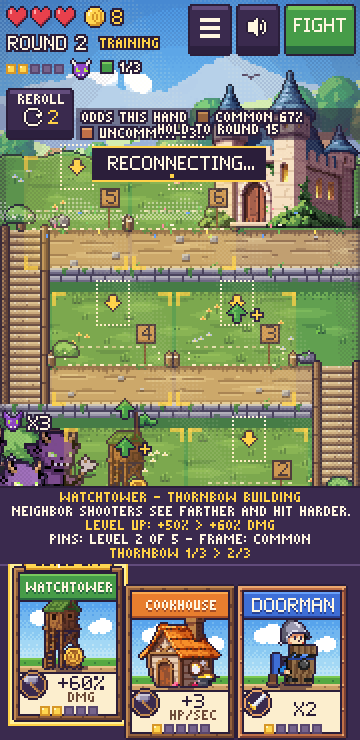 8
FIGHT
ROUND 2 TRAINING
1/3
REROLL
2
ODDS THIS HAND COMMON 67%
HOLD TO ROUND 15
RECONNECTING…
5
6
4
3
X3
2
WATCHTOWER – THORNBOW BUILDING
NEIGHBOR SHOOTERS SEE FARTHER AND HIT HARDER.
LEVEL UP: +50% > +60% DMG
PINS: LEVEL 2 OF 5 – FRAME: COMMON
THORNBOW 1/3 > 2/3
WATCHTOWER
+60%
DMG
COOKHOUSE
+3
HP/SEC
DOORMAN
X2